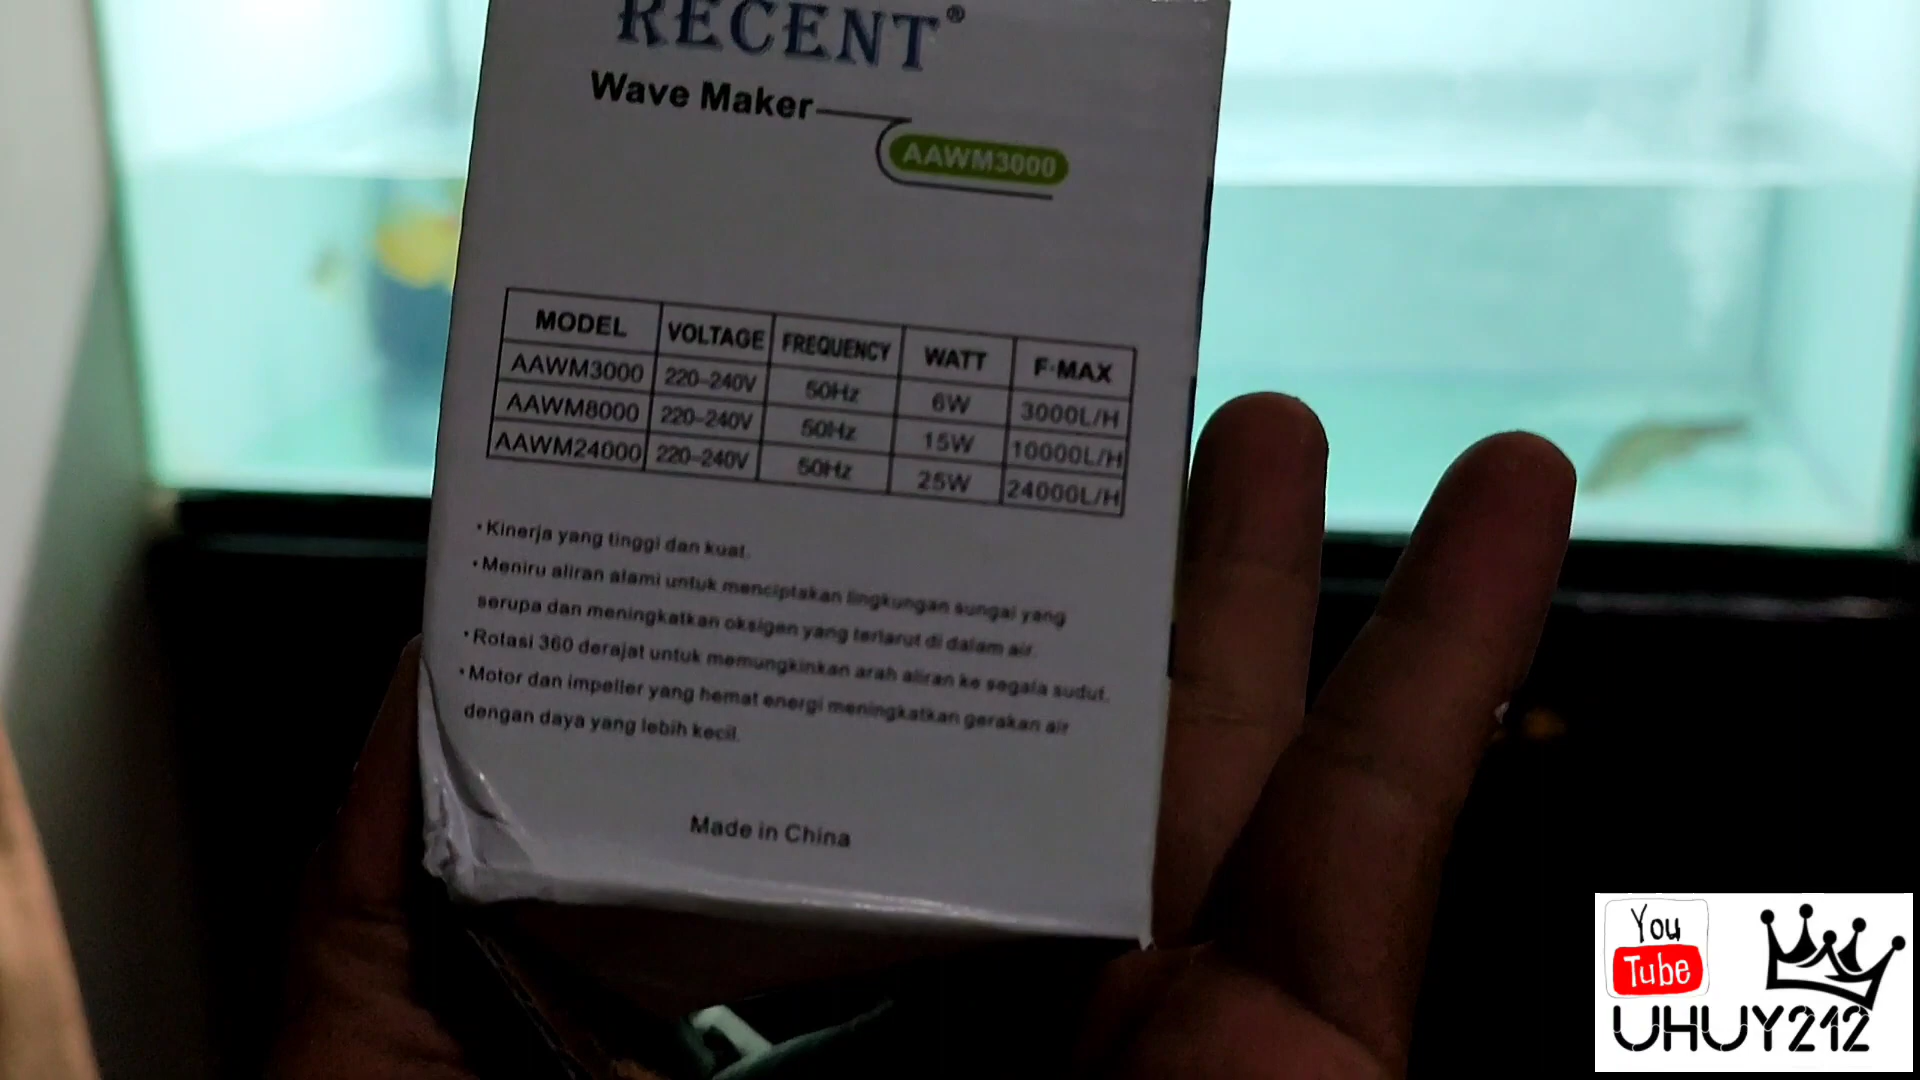 RECENT®
Wave Maker
AAWM3000
MODEL VOLTAGE FREQUENCY WATT F-MAX
AAWM3000 220-240V 50Hz 6W 3000L/H
AAWM8000 220-240V 50Hz 15W 10000L/H
AAWM24000 220-240V 50Hz 25W 24000L/H
•Kinerja yang tinggi dan kuat.
•Meniru aliran alami untuk menciptakan lingkungan sungai yang
serupa dan meningkatkan oksigen yang terlarut di dalam air.
•Rotasi 360 derajat untuk memungkinkan arah aliran ke segala sudut.
•Motor dan impeller yang hemat energi meningkatkan gerakan air
dengan daya yang lebih kecil.
Made in China
You
Tube
UHUY212